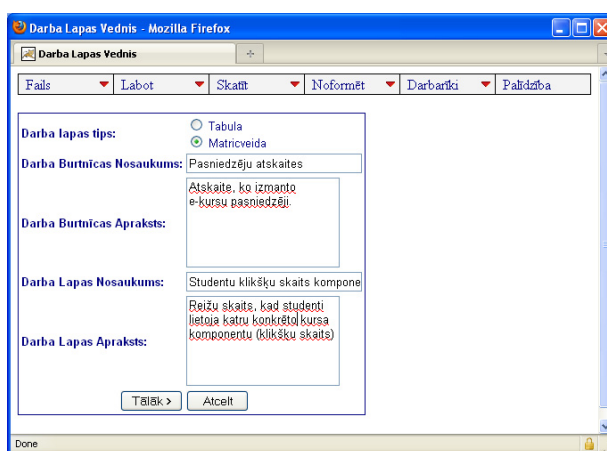 Darba Lapas Vednis - Mozilla Firefox
Darba Lapas Vednis
Fails Labot Skatīt Noformēt Darbarīki Palīdzība
Darba lapas tips:
Tabula
Matricveida
Darba Burtnīcas Nosaukums: Pasniedzēju atskaites
Darba Burtnīcas Apraksts:
Atskaite, ko izmanto
e-kursu pasniedzēji.
Darba Lapas Nosaukums: Studentu klikšķu skaits kompone
Darba Lapas Apraksts:
Reižu skaits, kad studenti
lietoja katru konkrēto kursa
komponentu (klikšķu skaits)
Tālāk > Atcelt
Done